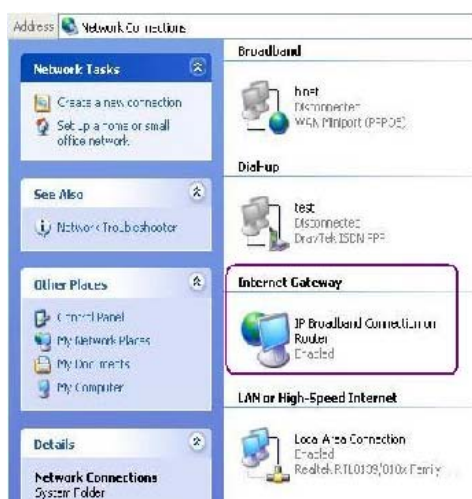 Address Network Connections
Network Tasks
Create a new connection
Set up a home or small
office network
See Also
Network Troubleshooter
Other Places
Control Panel
My Network Places
My Documents
My Computer
Details
Network Connections
System Folder
Broadband
hinet
Disconnected
WAN Miniport (PPPOE)
Dial-up
test
Disconnected
DrayTek ISDN PPP
Internet Gateway
IP Broadband Connection on
Router
Enabled
LAN or High-Speed Internet
Local Area Connection
Enabled
Realtek RTL8139/810x Family